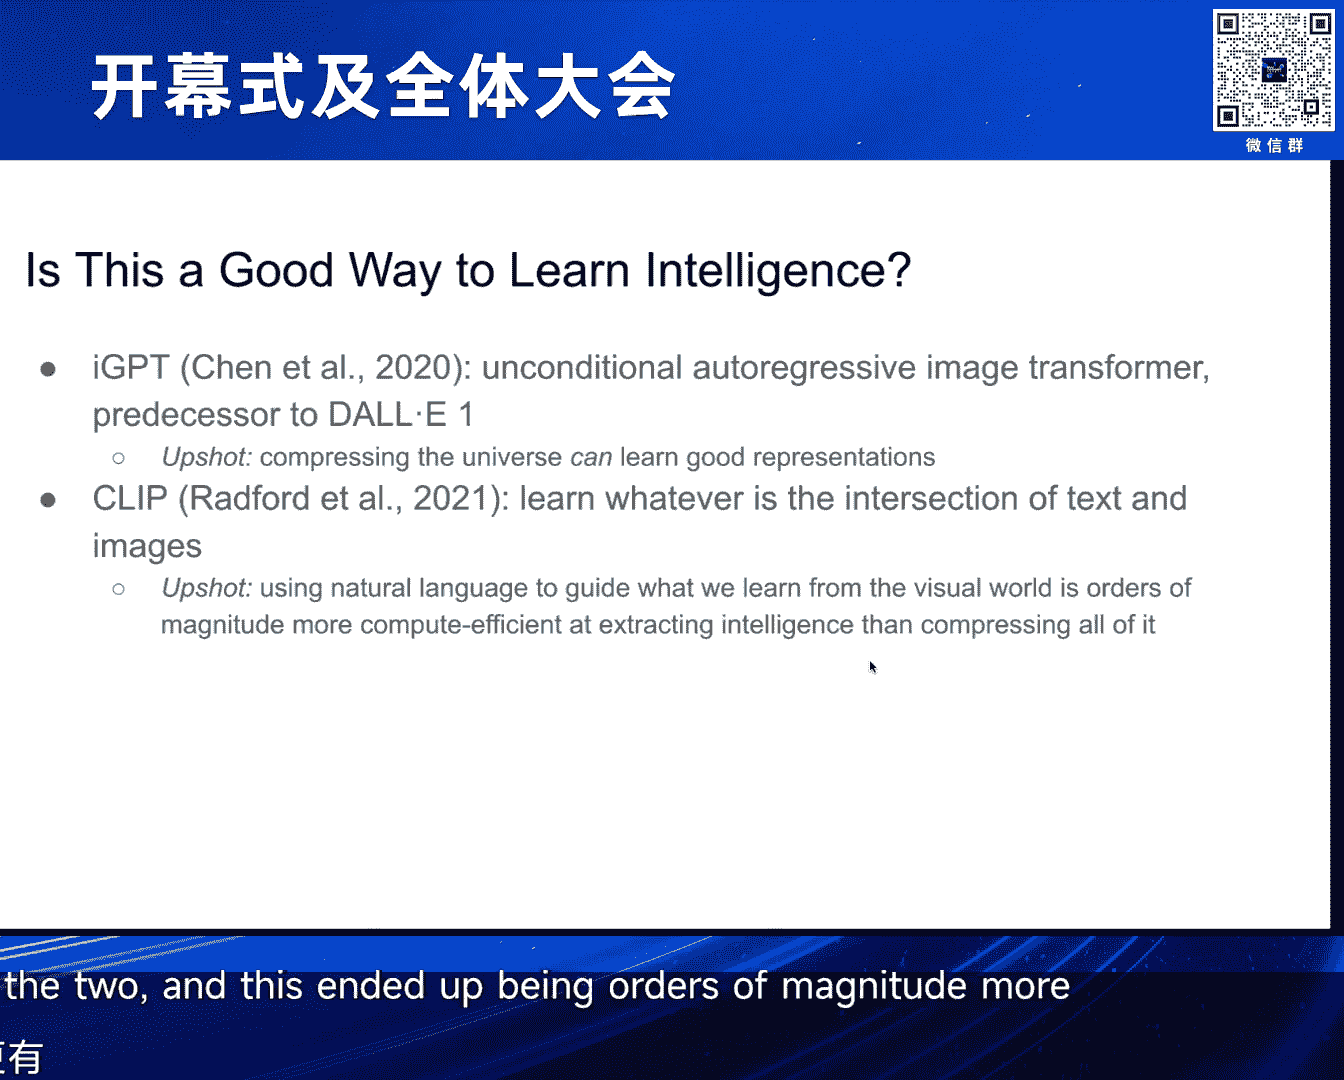 开幕式及全体大会
微信群
Is This a Good Way to Learn Intelligence?
● iGPT (Chen et al., 2020): unconditional autoregressive image transformer,
predecessor to DALL·E 1
○ Upshot: compressing the universe can learn good representations
● CLIP (Radford et al., 2021): learn whatever is the intersection of text and
images
○ Upshot: using natural language to guide what we learn from the visual world is orders of
magnitude more compute-efficient at extracting intelligence than compressing all of it
the two, and this ended up being orders of magnitude more
有